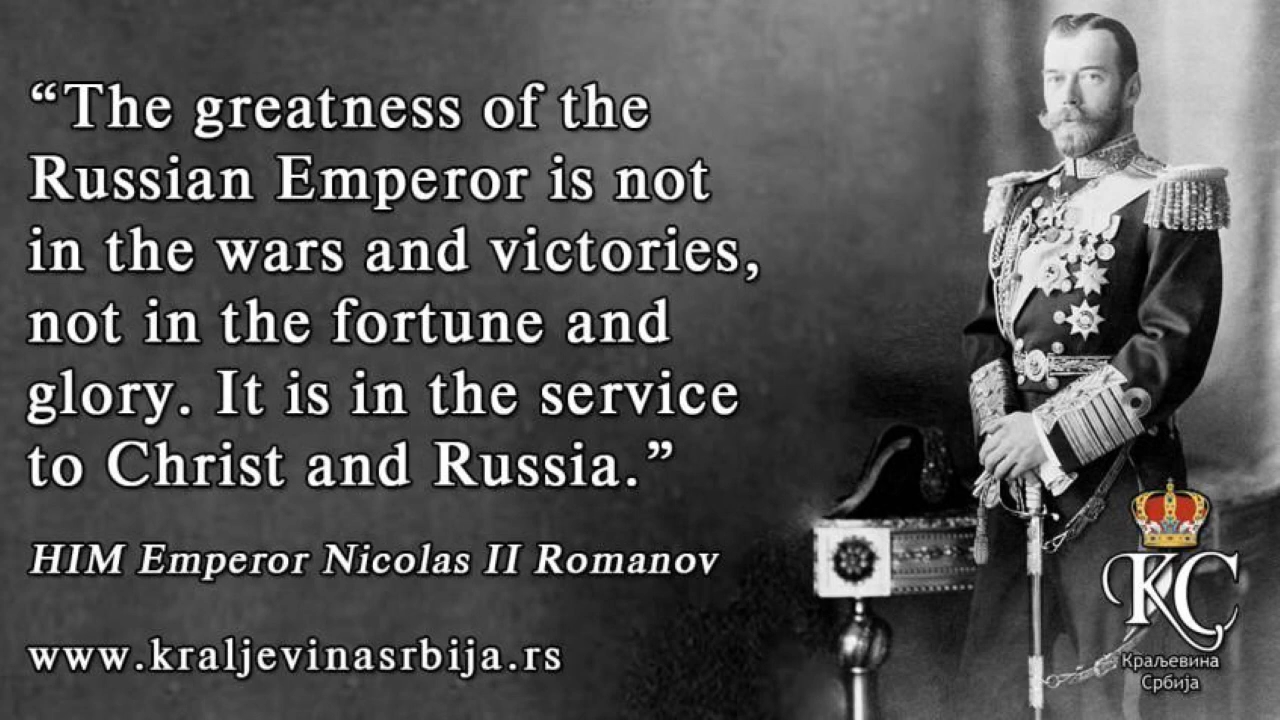 “The greatness of the
Russian Emperor is not
in the wars and victories,
not in the fortune and
glory. It is in the service
to Christ and Russia.”
HIM Emperor Nicolas II Romanov
www.kraljevinasrbija.rs
КС
Краљевина
Србија